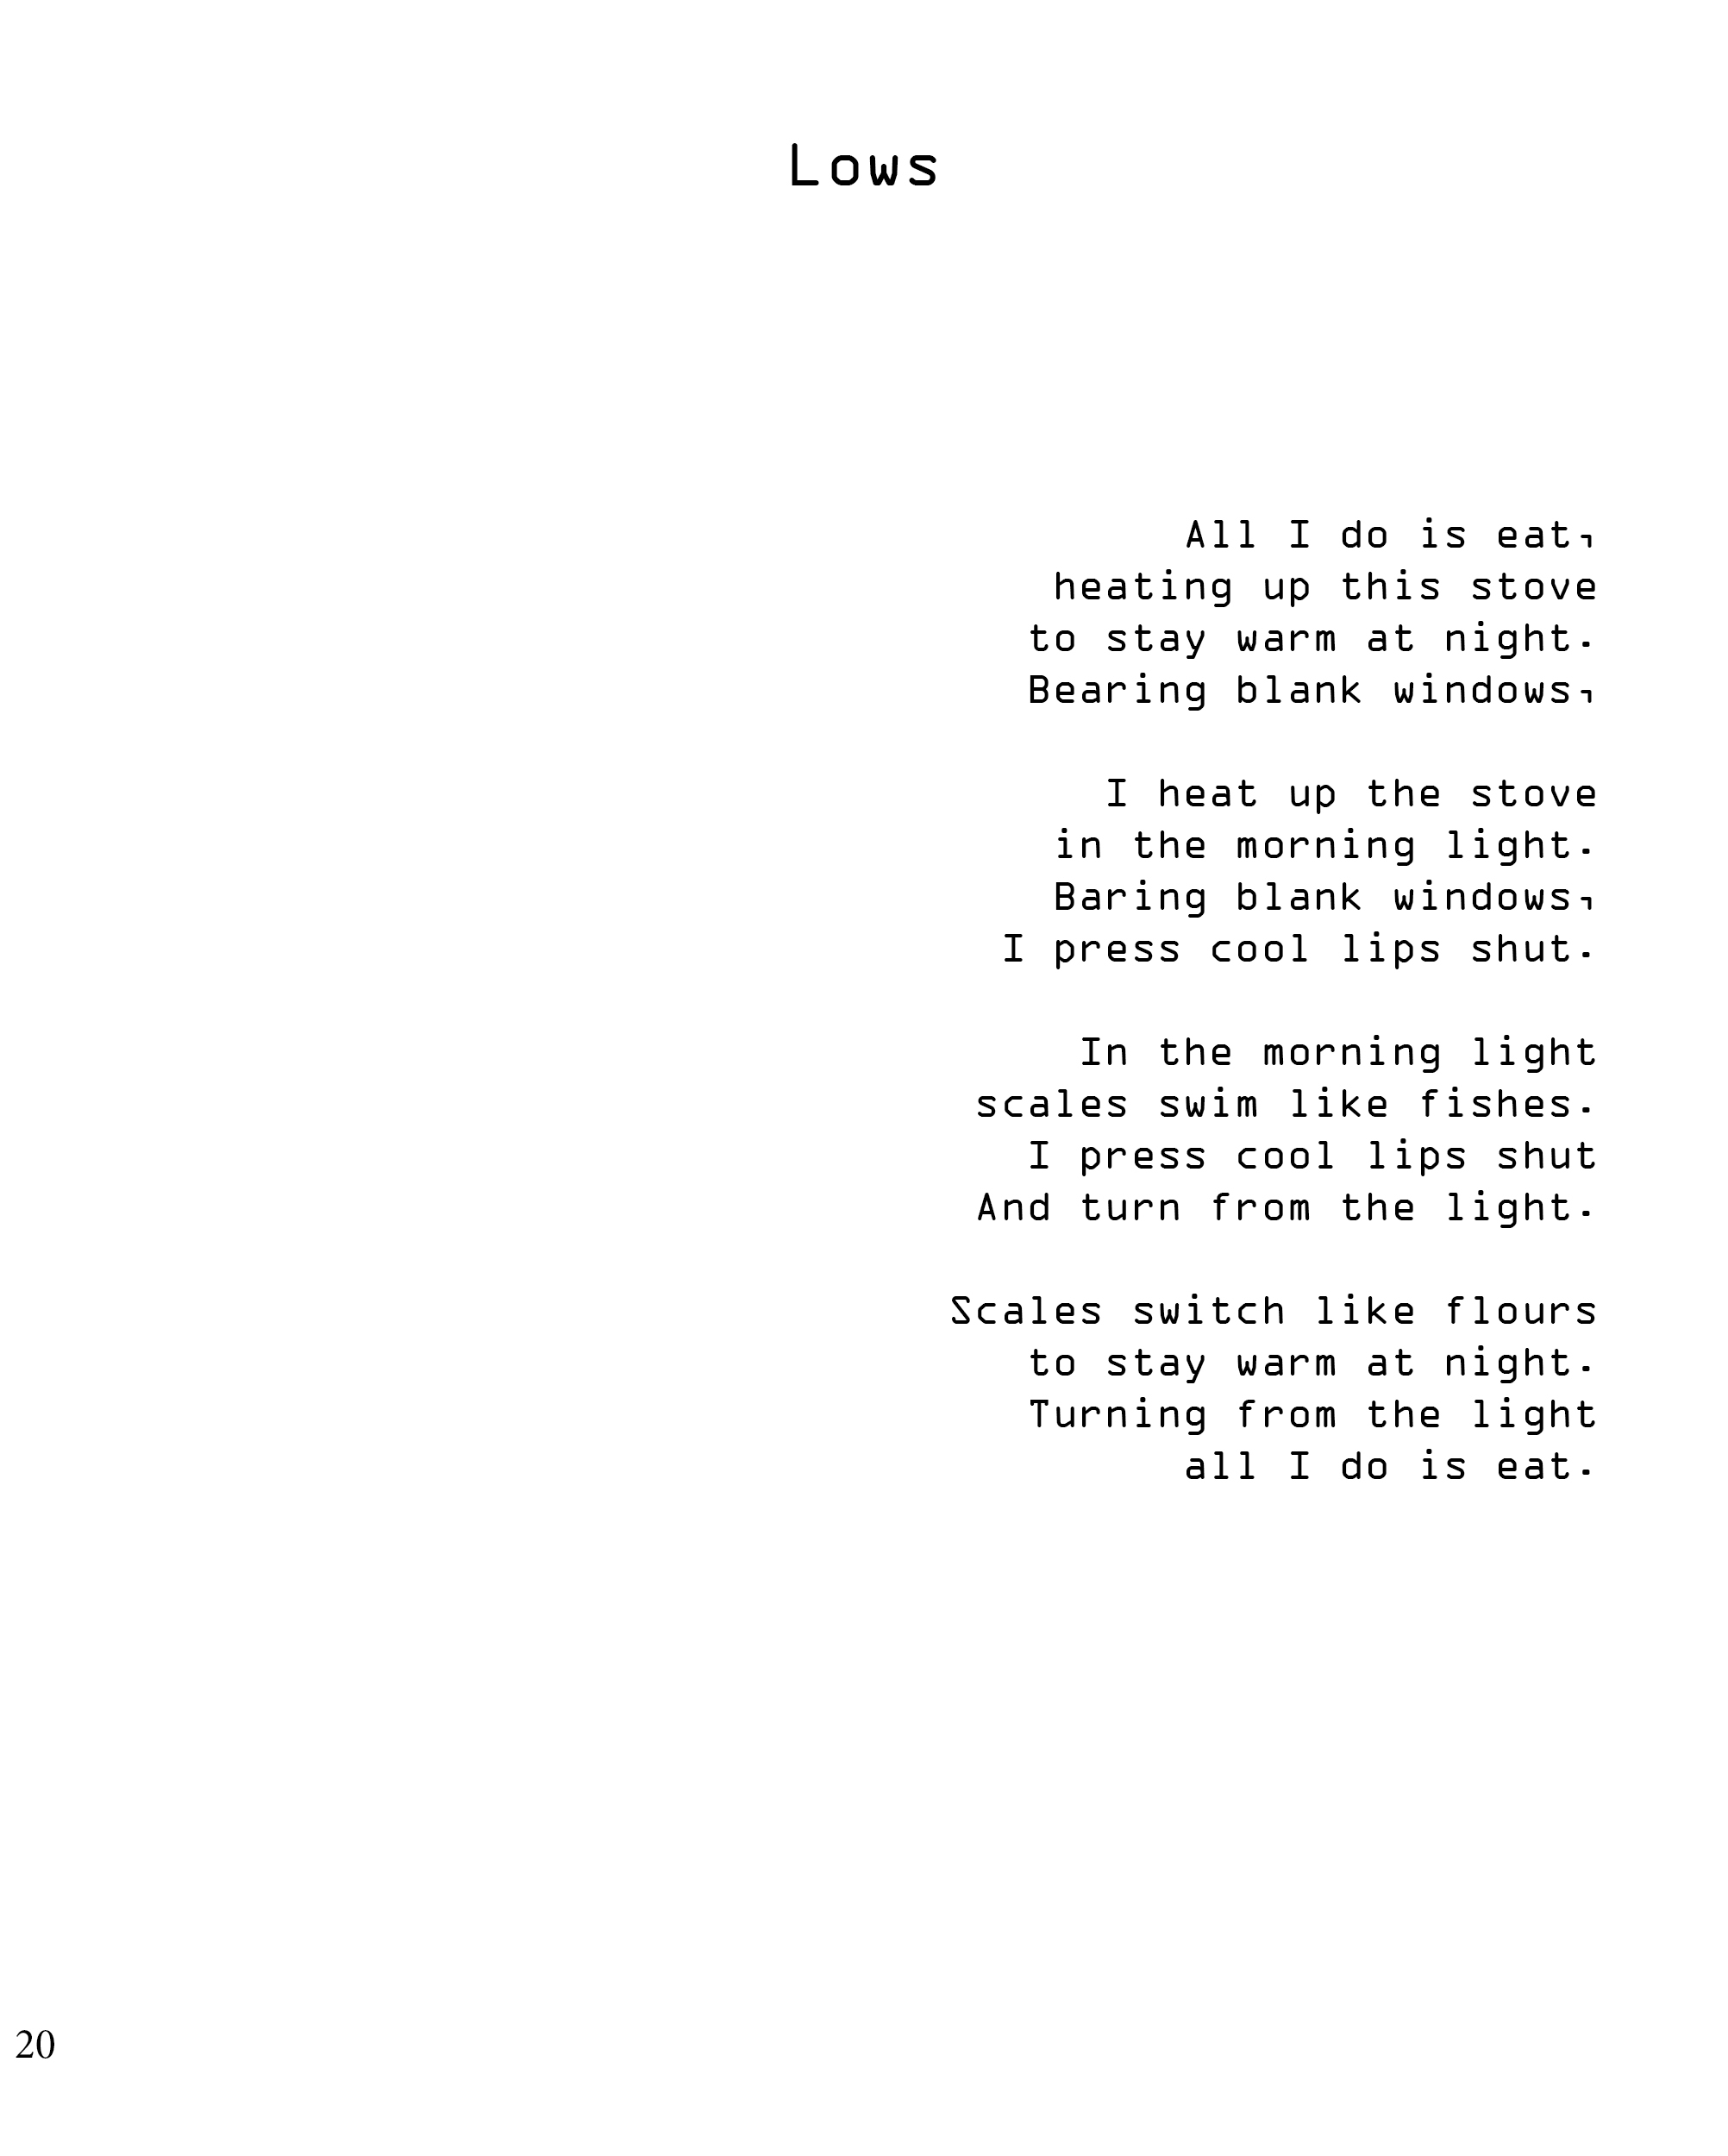 Lows
All I do is eat,
heating up this stove
to stay warm at night.
Bearing blank windows,
I heat up the stove
in the morning light.
Baring blank windows,
I press cool lips shut.
In the morning light
scales swim like fishes.
I press cool lips shut
And turn from the light.
Scales switch like flours
to stay warm at night.
Turning from the light
all I do is eat.
20